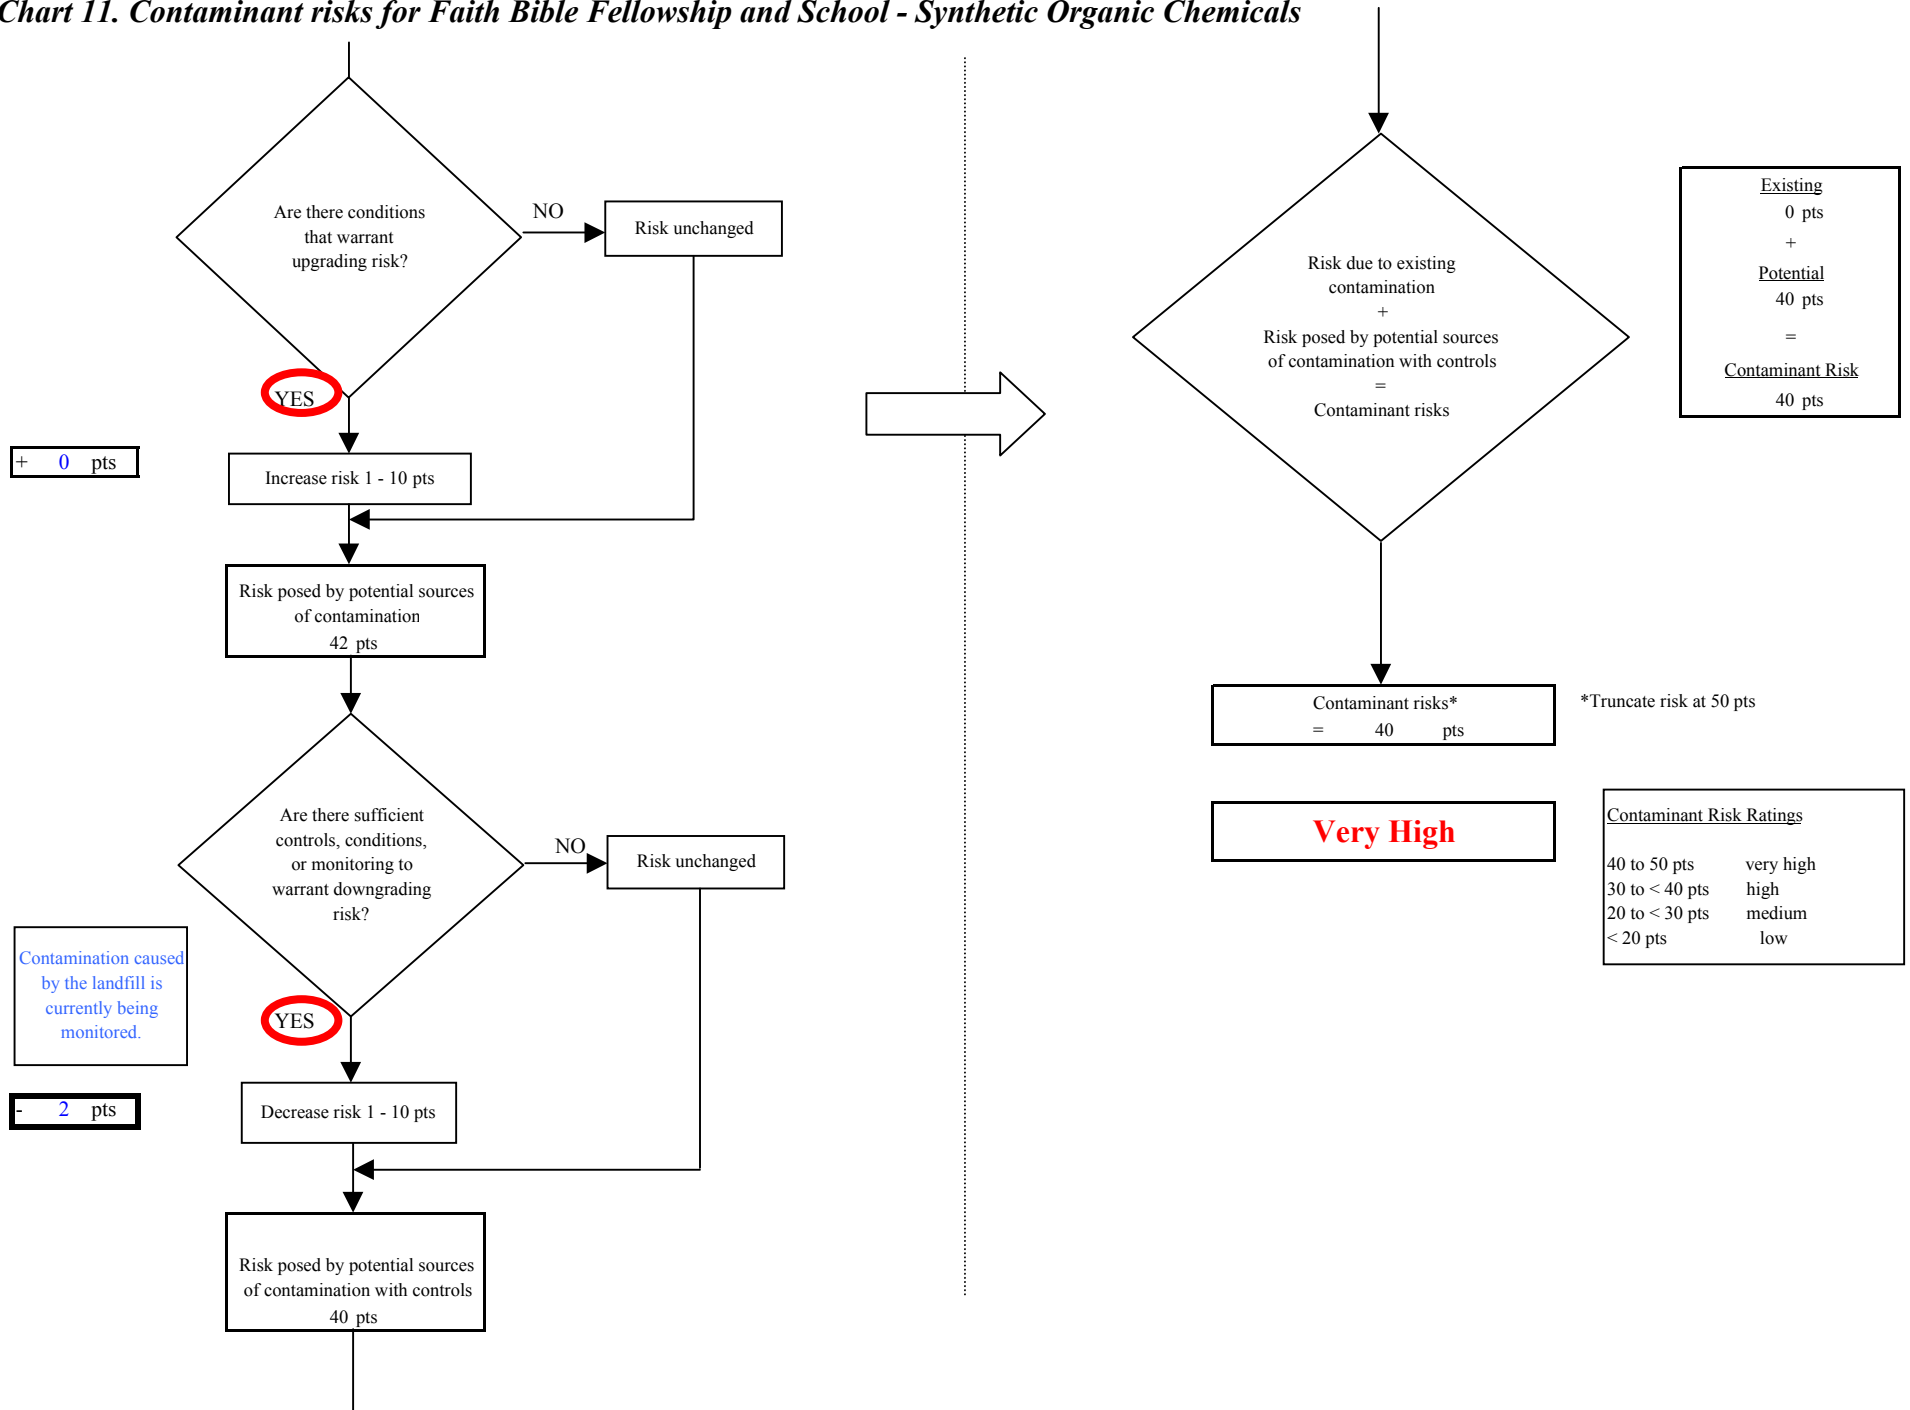 Chart 11. Contaminant risks for Faith Bible Fellowship and School - Synthetic Organic Chemicals
Are there conditions
that warrant
upgrading risk?
NO
Risk unchanged
YES
+ 0 pts
Increase risk 1 - 10 pts
Risk posed by potential sources
of contamination
42 pts
Are there sufficient
controls, conditions,
or monitoring to
warrant downgrading
risk?
NO
Risk unchanged
Contamination caused
by the landfill is
currently being
monitored.
YES
- 2 pts
Decrease risk 1 - 10 pts
Risk posed by potential sources
of contamination with controls
40 pts
Risk due to existing
contamination
+
Risk posed by potential sources
of contamination with controls
=
Contaminant risks
Existing
0 pts
+
Potential
40 pts
=
Contaminant Risk
40 pts
Contaminant risks*
= 40 pts
*Truncate risk at 50 pts
Very High
Contaminant Risk Ratings
40 to 50 pts very high
30 to < 40 pts high
20 to < 30 pts medium
< 20 pts low